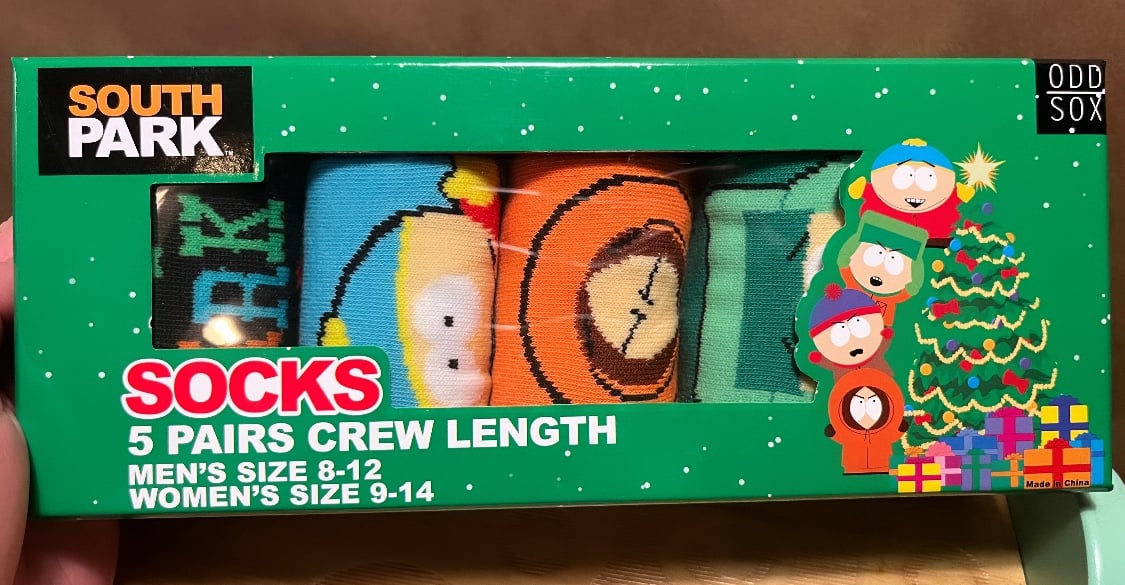 SOUTH
PARK
ODD
SOX
SOCKS
5 PAIRS CREW LENGTH
MEN'S SIZE 8-12
WOMEN'S SIZE 9-14
Made in China